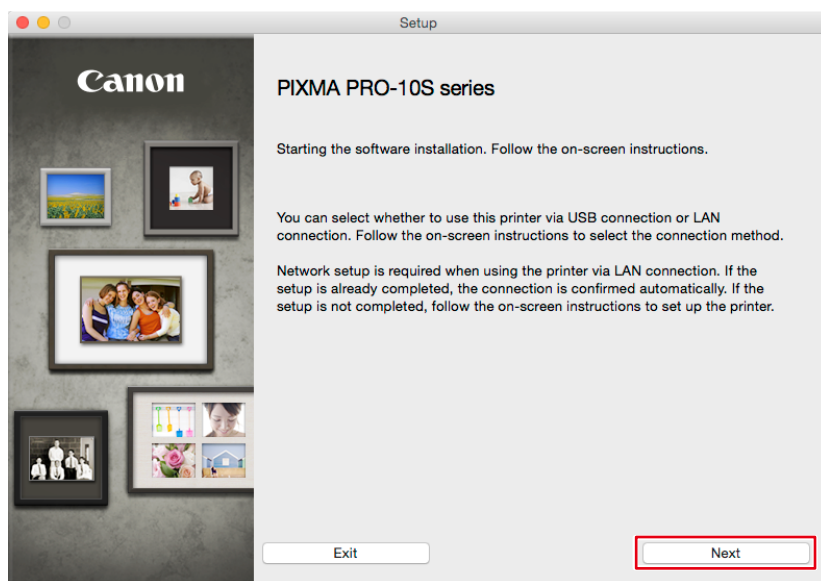 Setup
Canon
PIXMA PRO-10S series
Starting the software installation. Follow the on-screen instructions.
You can select whether to use this printer via USB connection or LAN
connection. Follow the on-screen instructions to select the connection method.
Network setup is required when using the printer via LAN connection. If the
setup is already completed, the connection is confirmed automatically. If the
setup is not completed, follow the on-screen instructions to set up the printer.
Exit
Next